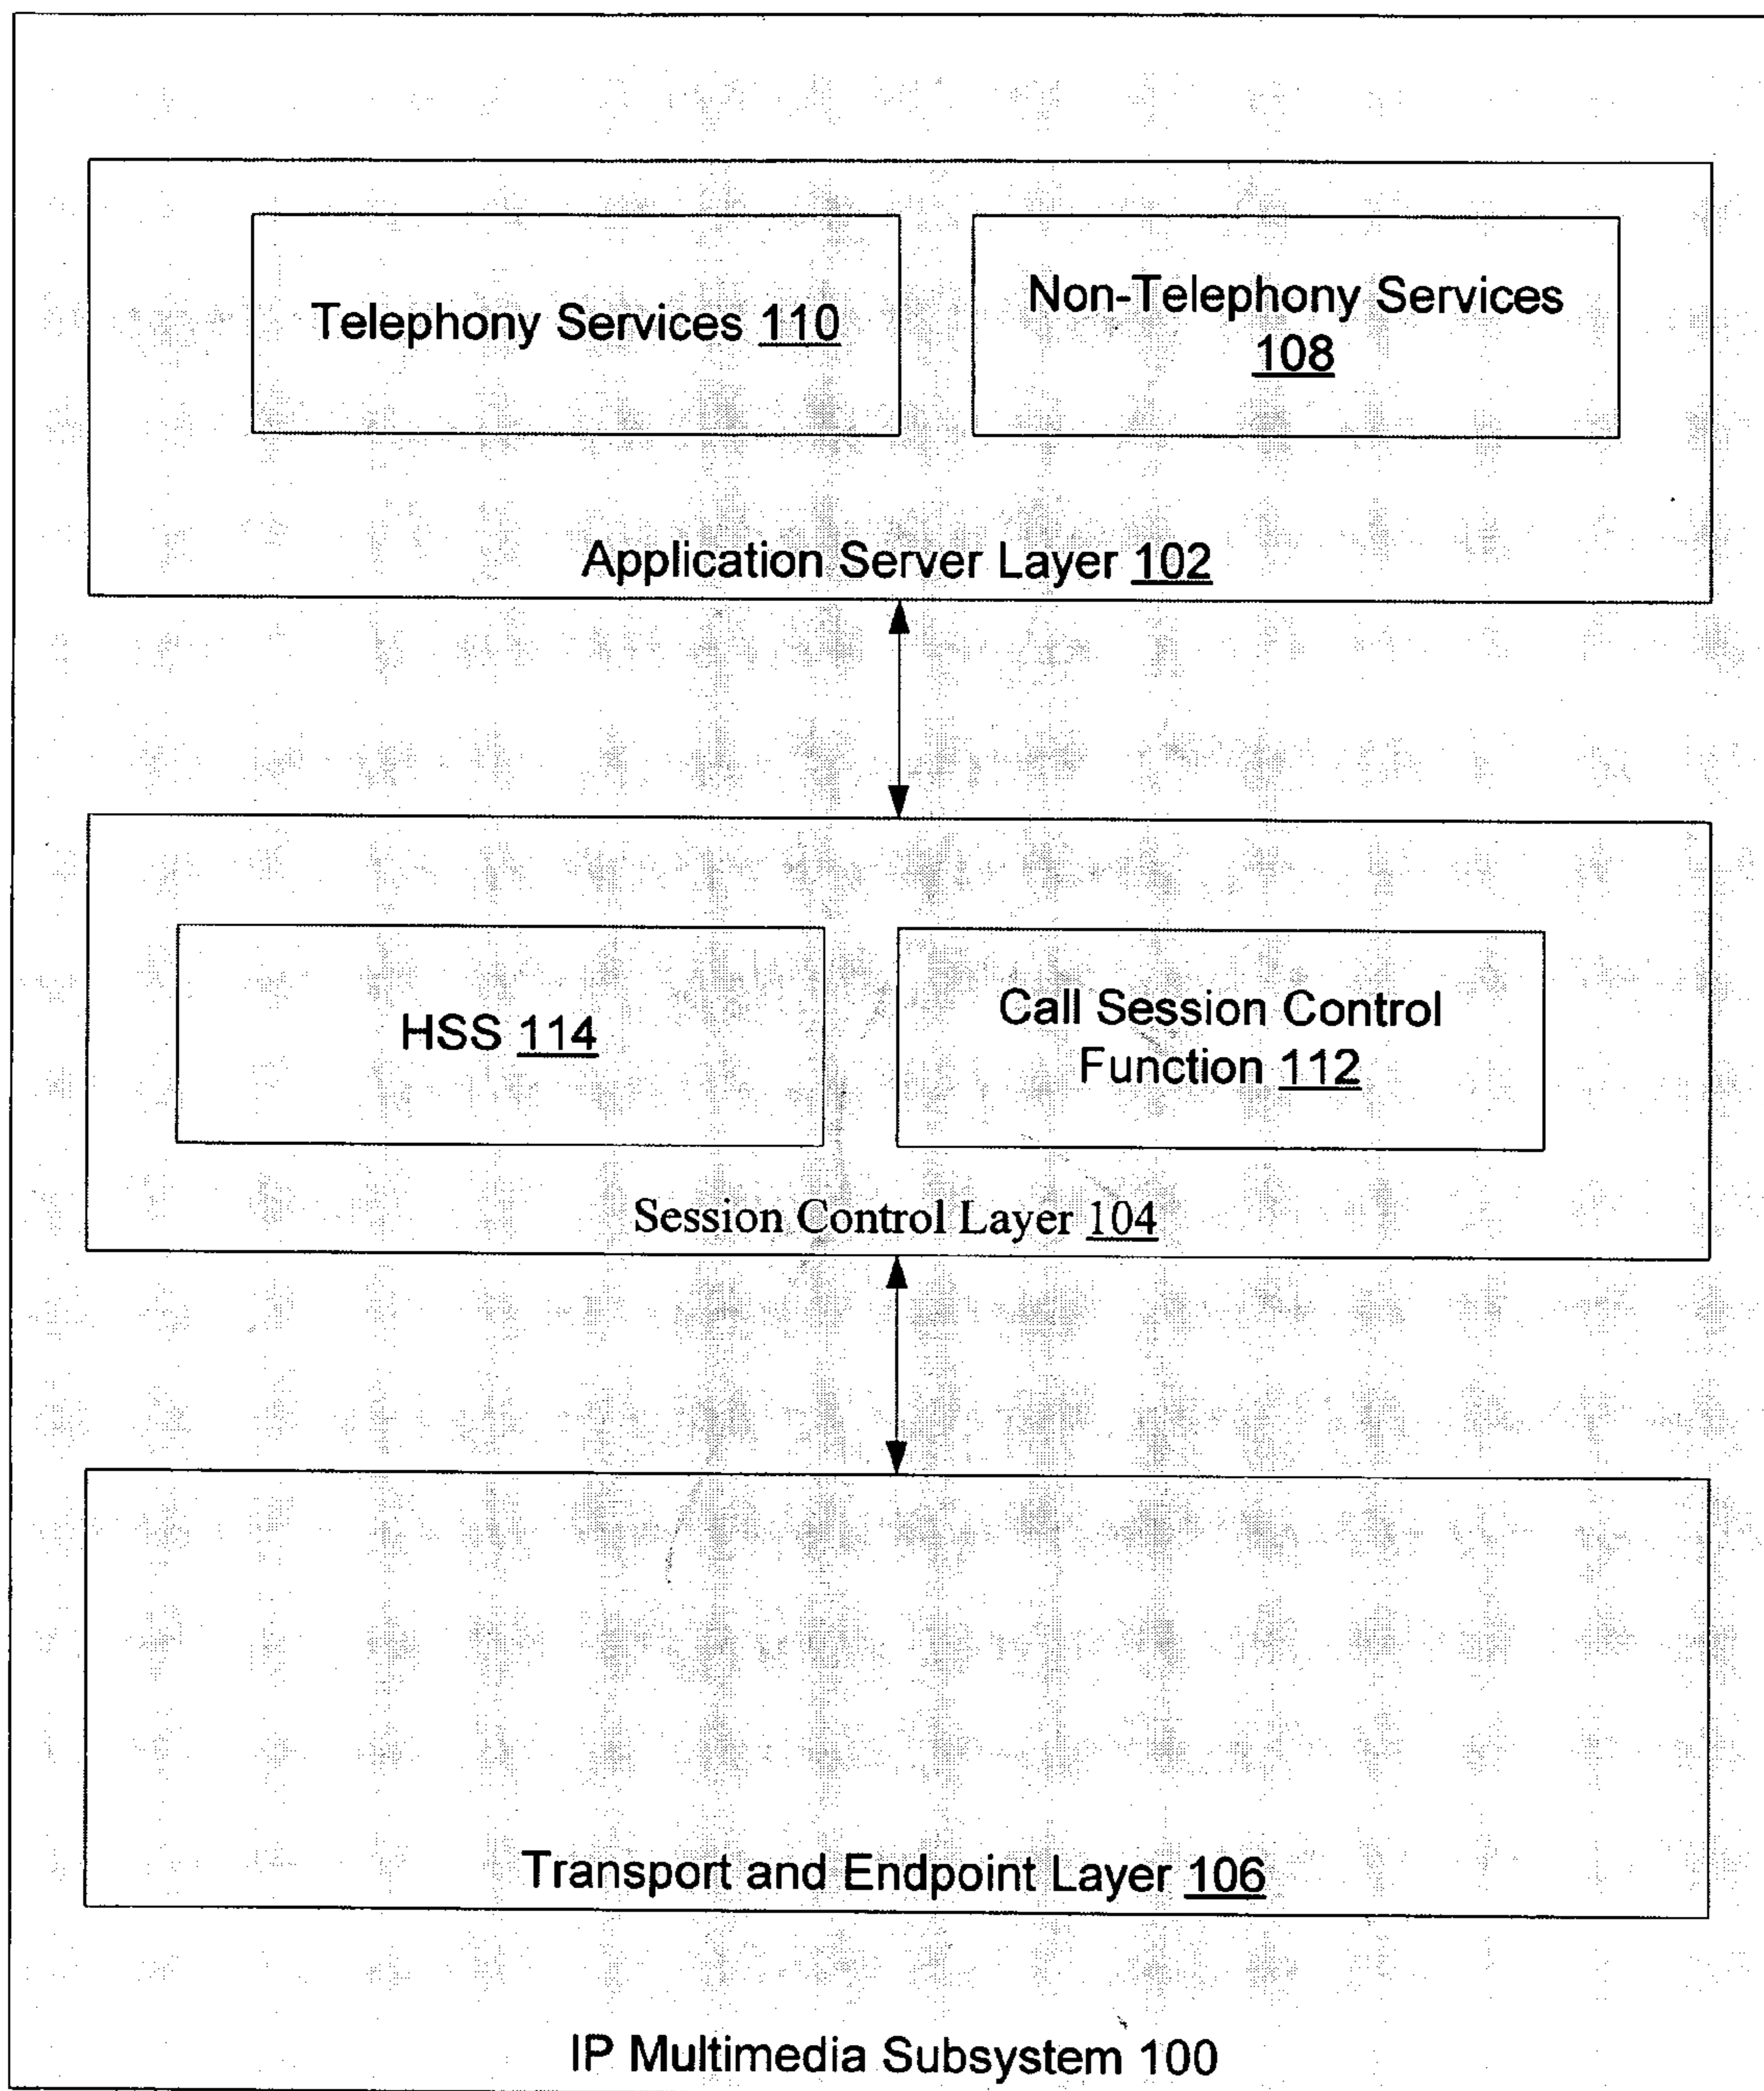 Telephony Services 110
Non-Telephony Services
108
Application Server Layer 102
HSS 114
Call Session Control
Function 112
Session Control Layer 104
Transport and Endpoint Layer 106
IP Multimedia Subsystem 100